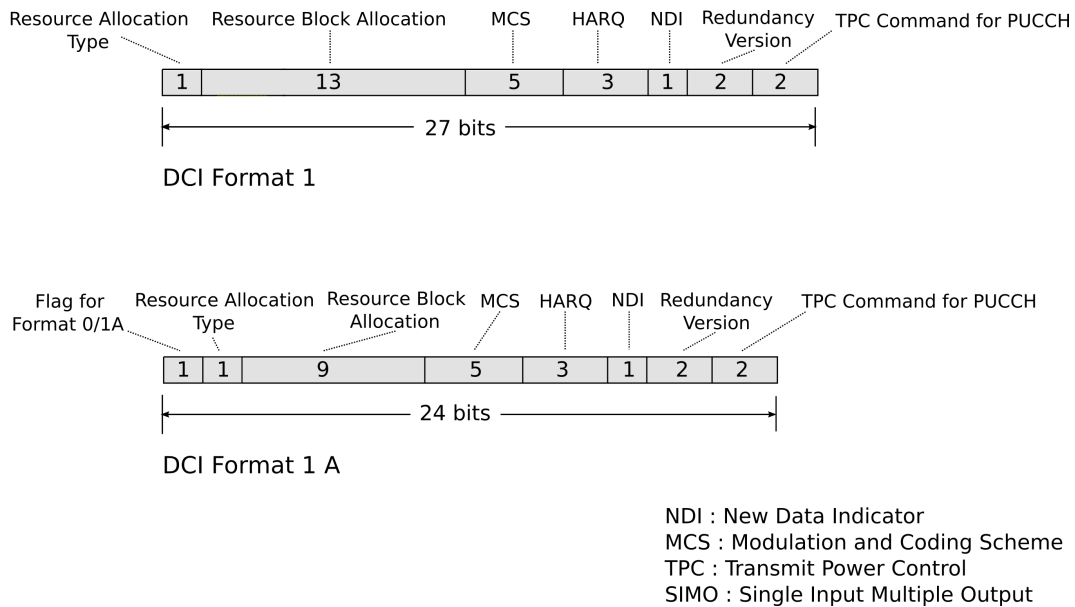 Resource Allocation Type
Resource Block Allocation
MCS
HARQ
NDI
Redundancy Version
TPC Command for PUCCH
1 13 5 3 1 2 2
27 bits
DCI Format 1
Flag for Format 0/1A
Resource Allocation Type
Resource Block Allocation
MCS
HARQ
NDI
Redundancy Version
TPC Command for PUCCH
1 1 9 5 3 1 2 2
24 bits
DCI Format 1 A
NDI : New Data Indicator
MCS : Modulation and Coding Scheme
TPC : Transmit Power Control
SIMO : Single Input Multiple Output